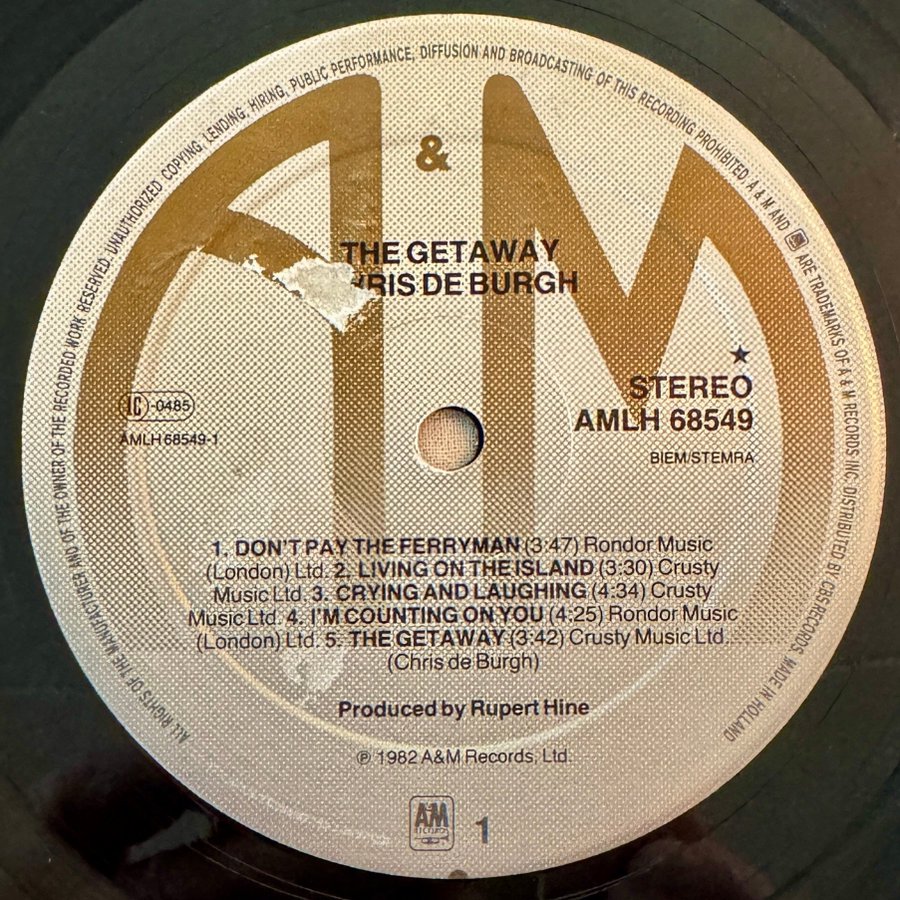 ALL RIGHTS OF THE MANUFACTURER AND OF THE OWNER OF THE RECORDED WORK RESERVED. UNAUTHORIZED COPYING, LENDING, HIRING, PUBLIC PERFORMANCE, DIFFUSION AND BROADCASTING OF THIS RECORDING PROHIBITED. A & M AND ARE TRADEMARKS OF A & M RECORDS INC. DISTRIBUTED BY CBS RECORDS. MADE IN HOLLAND
A & M
THE GETAWAY
RIS DE BURGH
★
STEREO
AMLH 68549
BIEM/STEMRA
LC -0485
AMLH 68549-1
1. DON'T PAY THE FERRYMAN (3:47) Rondor Music
(London) Ltd. 2. LIVING ON THE ISLAND (3:30) Crusty
Music Ltd. 3. CRYING AND LAUGHING (4:34) Crusty
Music Ltd. 4. I'M COUNTING ON YOU (4:25) Rondor Music
(London) Ltd. 5. THE GETAWAY (3:42) Crusty Music Ltd.
(Chris de Burgh)
Produced by Rupert Hine
℗ 1982 A&M Records, Ltd.
A&M
RECORDS
1